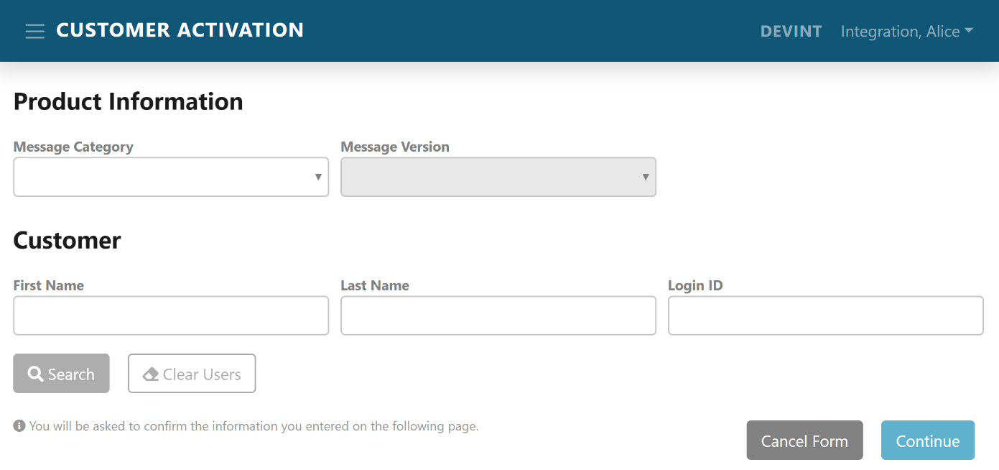 CUSTOMER ACTIVATION DEVINT Integration, Alice
Product Information
Message Category Message Version
Customer
First Name Last Name Login ID
Search Clear Users
You will be asked to confirm the information you entered on the following page.
Cancel Form Continue